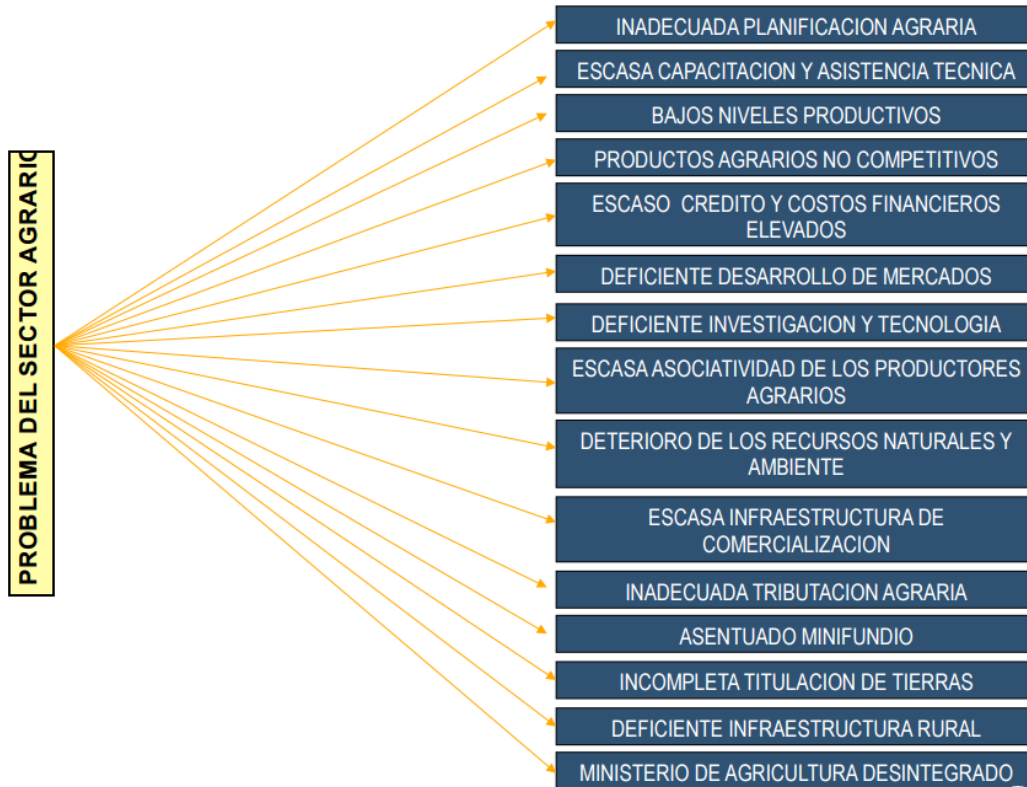 PROBLEMA DEL SECTOR AGRARIO
INADECUADA PLANIFICACION AGRARIA
ESCASA CAPACITACION Y ASISTENCIA TECNICA
BAJOS NIVELES PRODUCTIVOS
PRODUCTOS AGRARIOS NO COMPETITIVOS
ESCASO CREDITO Y COSTOS FINANCIEROS
ELEVADOS
DEFICIENTE DESARROLLO DE MERCADOS
DEFICIENTE INVESTIGACION Y TECNOLOGIA
ESCASA ASOCIATIVIDAD DE LOS PRODUCTORES
AGRARIOS
DETERIORO DE LOS RECURSOS NATURALES Y
AMBIENTE
ESCASA INFRAESTRUCTURA DE
COMERCIALIZACION
INADECUADA TRIBUTACION AGRARIA
ASENTUADO MINIFUNDIO
INCOMPLETA TITULACION DE TIERRAS
DEFICIENTE INFRAESTRUCTURA RURAL
MINISTERIO DE AGRICULTURA DESINTEGRADO